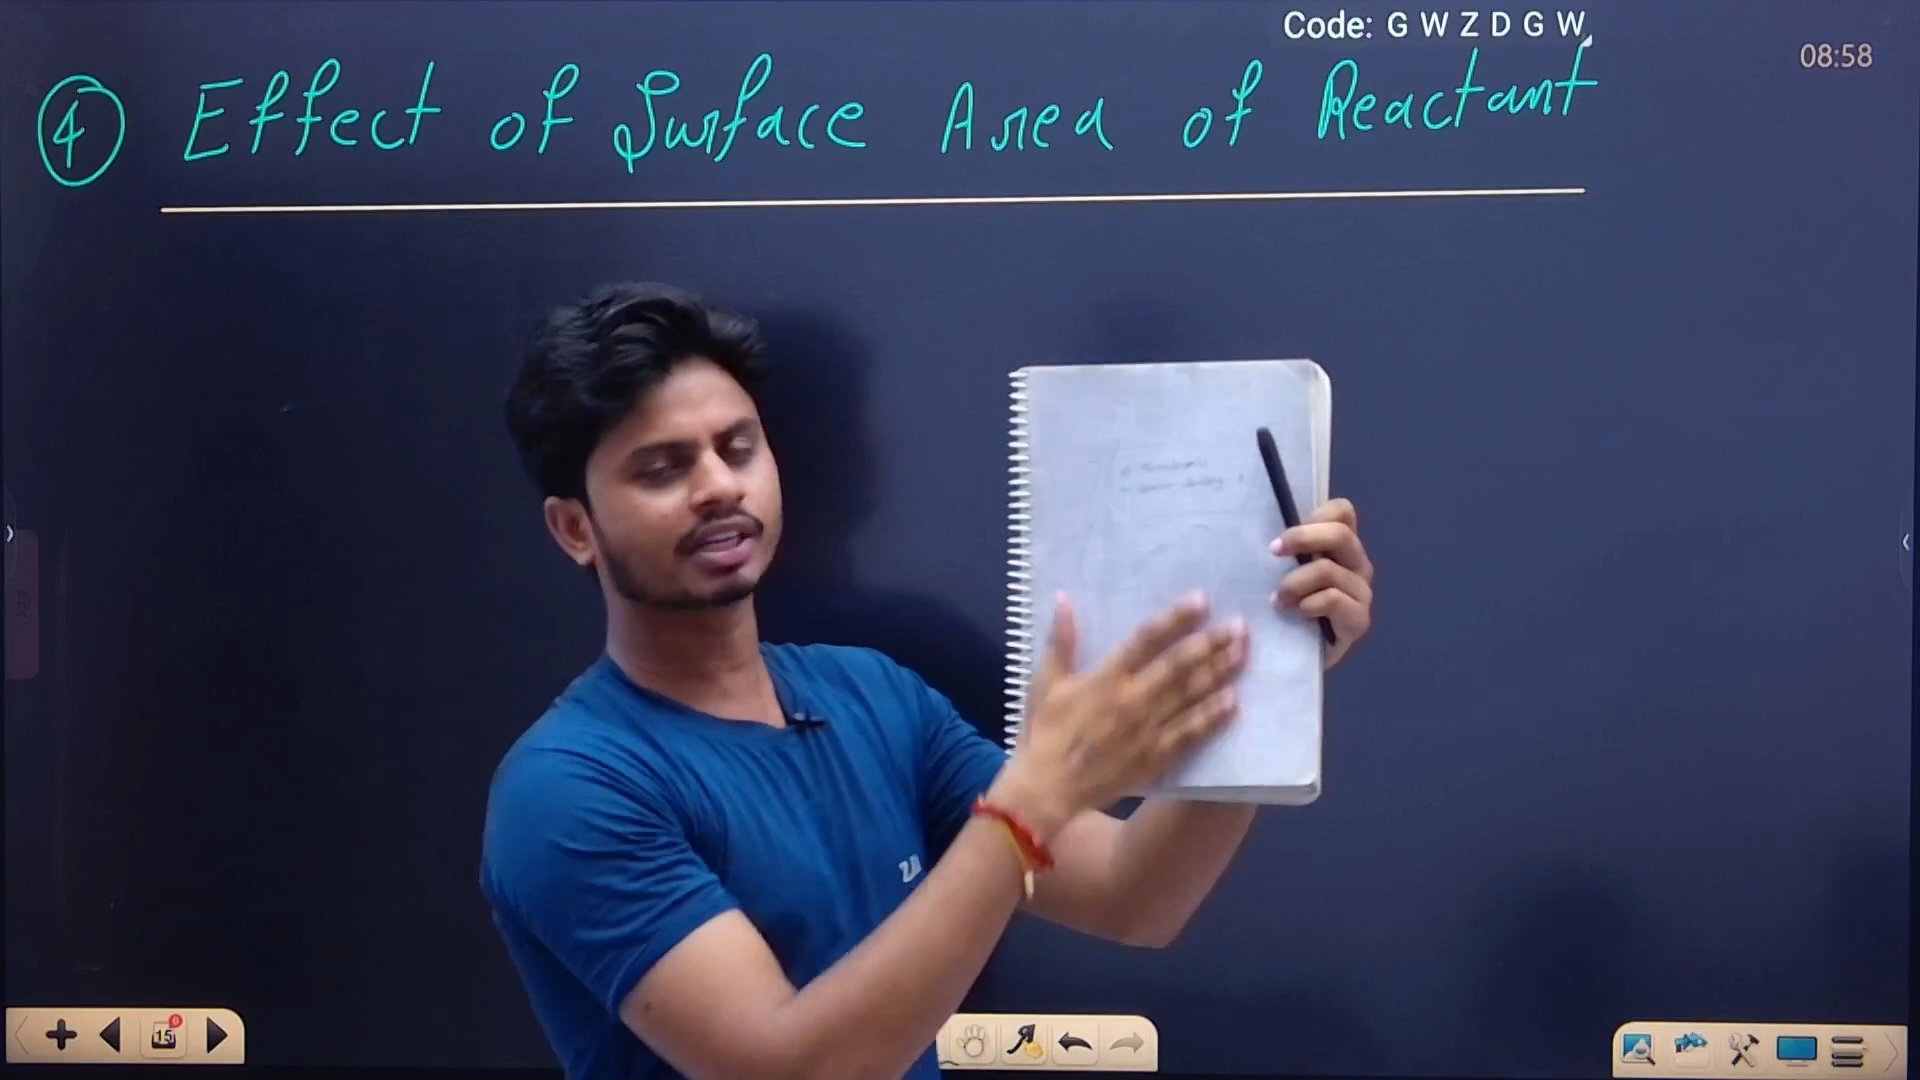 Code: G W Z D G W
08:58
④ Effect of Surface Area of Reactant
15